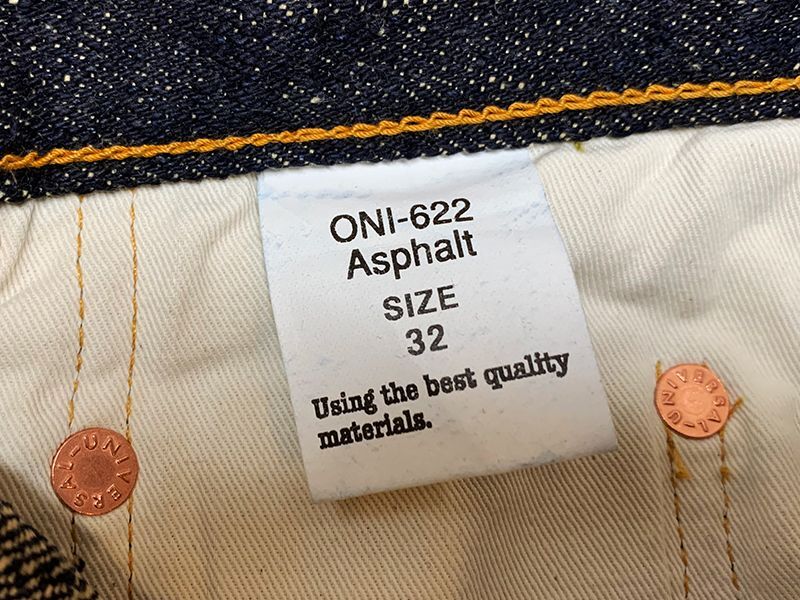 ONI-622
Asphalt
SIZE
32
Using the best quality
materials.
UNIVERSAL-
UNIVERSAL-